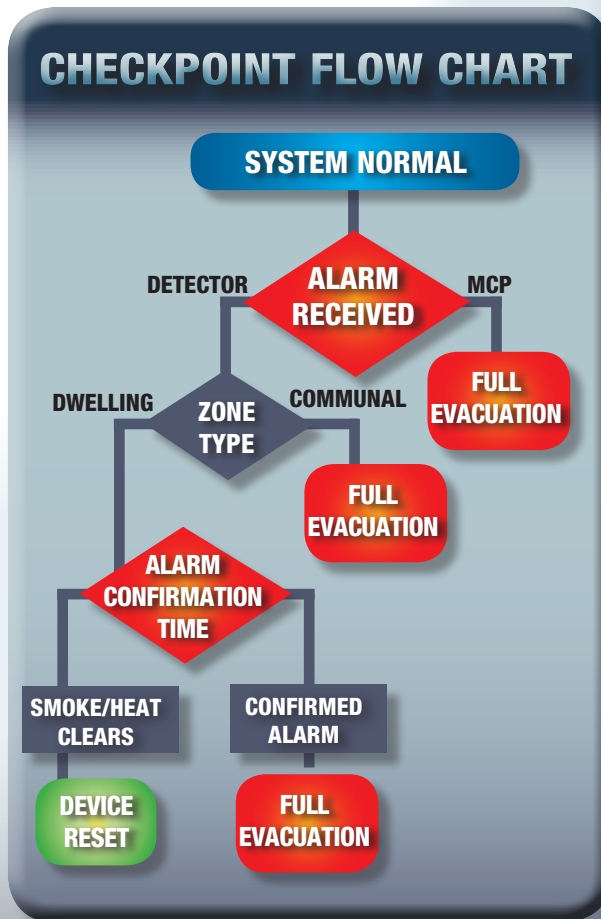 CHECKPOINT FLOW CHART
SYSTEM NORMAL
DETECTOR
ALARM
RECEIVED
MCP
FULL
EVACUATION
DWELLING
ZONE
TYPE
COMMUNAL
FULL
EVACUATION
ALARM
CONFIRMATION
TIME
SMOKE/HEAT
CLEARS
CONFIRMED
ALARM
DEVICE
RESET
FULL
EVACUATION